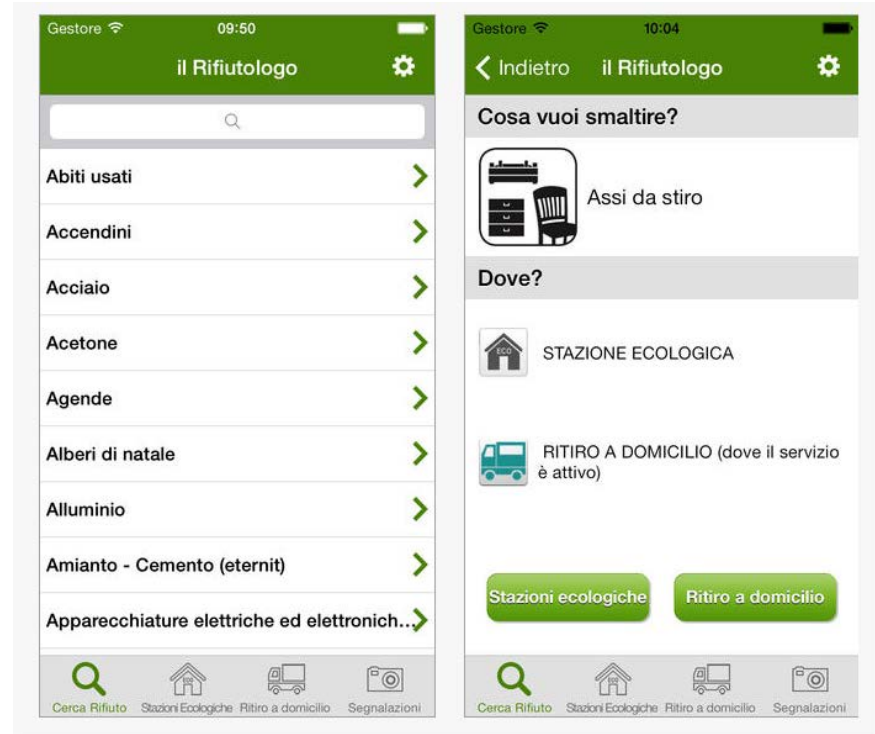 Gestore 09:50
il Rifiutologo
Abiti usati
Accendini
Acciaio
Acetone
Agende
Alberi di natale
Alluminio
Amianto - Cemento (eternit)
Apparecchiature elettriche ed elettronich...
Cerca Rifiuto Stazioni Ecologiche Ritiro a domicilio Segnalazioni
Gestore 10:04
Indietro il Rifiutologo
Cosa vuoi smaltire?
Assi da stiro
Dove?
ECO STAZIONE ECOLOGICA
RITIRO A DOMICILIO (dove il servizio
è attivo)
Stazioni ecologiche Ritiro a domicilio
Cerca Rifiuto Stazioni Ecologiche Ritiro a domicilio Segnalazioni